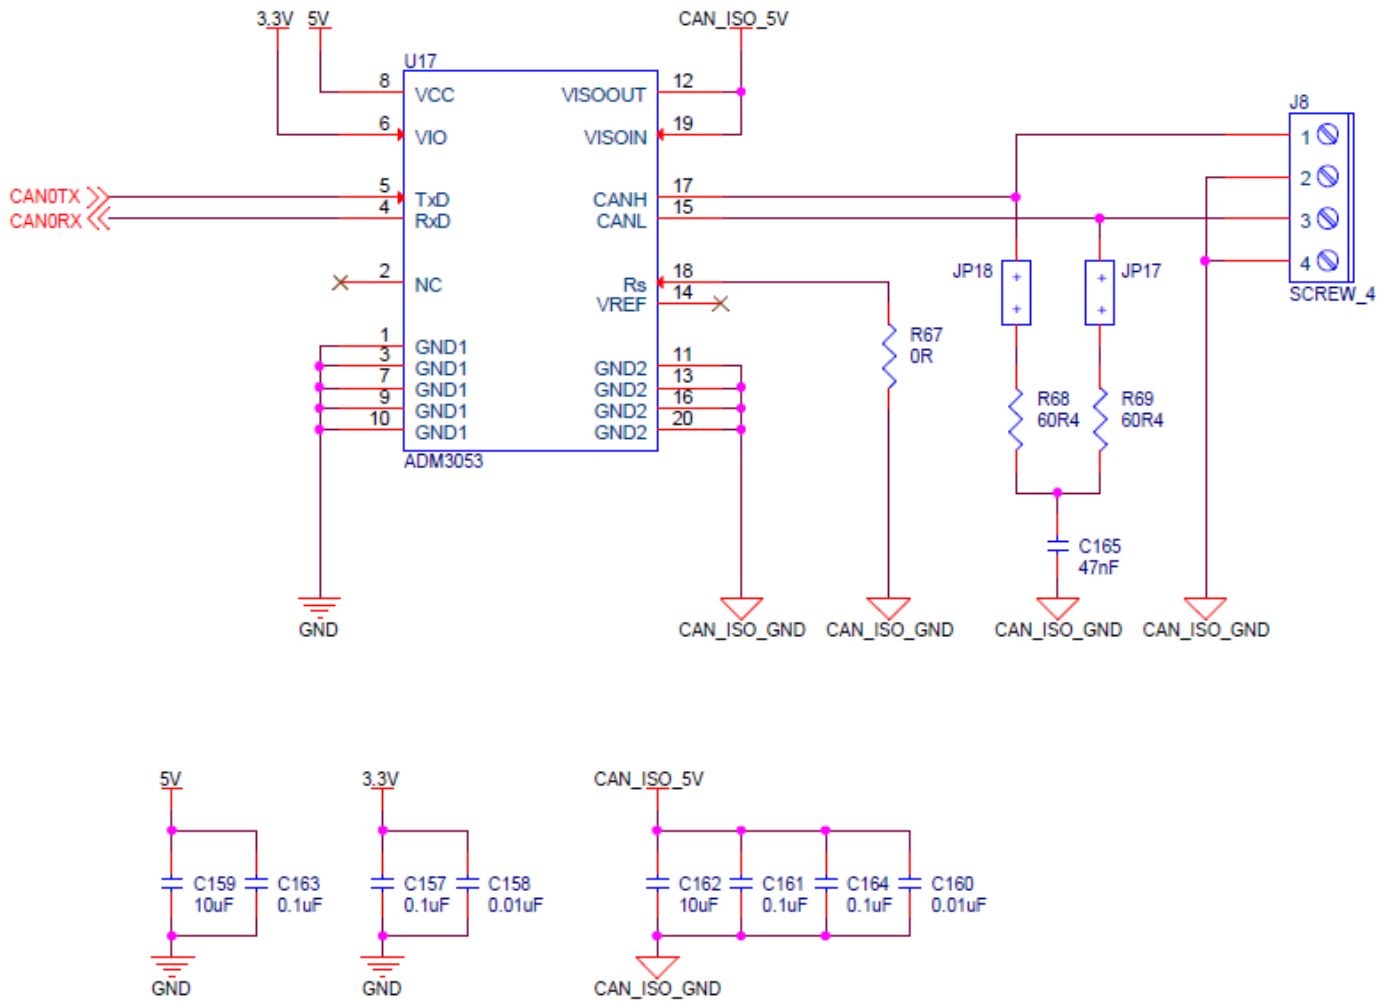 3.3V 5V
CAN_ISO_5V
U17
8 VCC
VISOOUT 12
6 VIO
VISOIN 19
J8
1
2
3
4
SCREW_4
CAN0TX
5 TxD
CANH 17
CAN0RX
4 RxD
CANL 15
2 NC
Rs 18
VREF 14
JP18
JP17
R67
0R
1 GND1
3 GND1
7 GND1
9 GND1
10 GND1
GND2 11
GND2 13
GND2 16
GND2 20
ADM3053
R68
60R4
R69
60R4
C165
47nF
GND
CAN_ISO_GND
CAN_ISO_GND
CAN_ISO_GND
CAN_ISO_GND
5V
3.3V
CAN_ISO_5V
C159
10uF
C163
0.1uF
C157
0.1uF
C158
0.01uF
C162
10uF
C161
0.1uF
C164
0.1uF
C160
0.01uF
GND
GND
CAN_ISO_GND